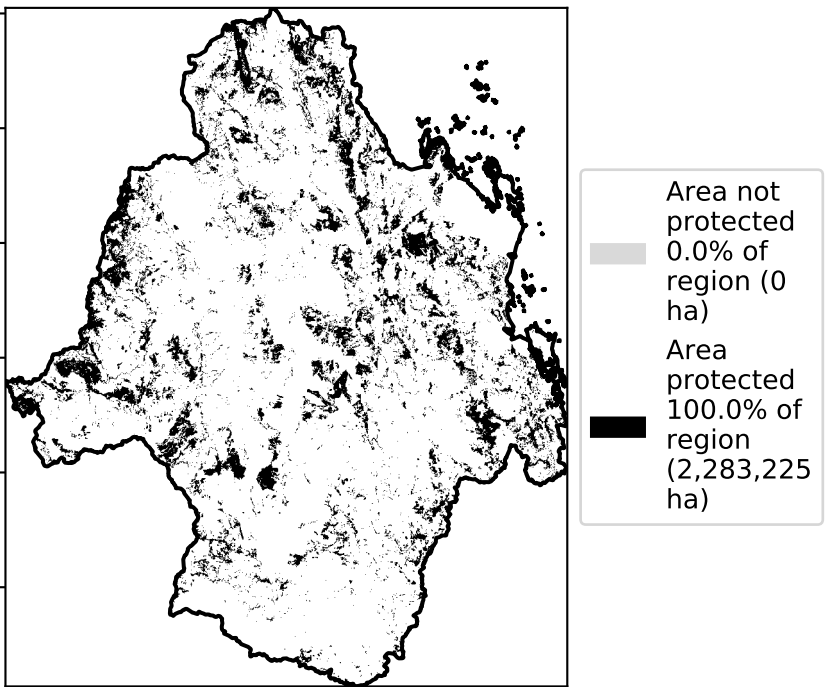 Area not
protected
0.0% of
region (0
ha)
Area
protected
100.0% of
region
(2,283,225
ha)